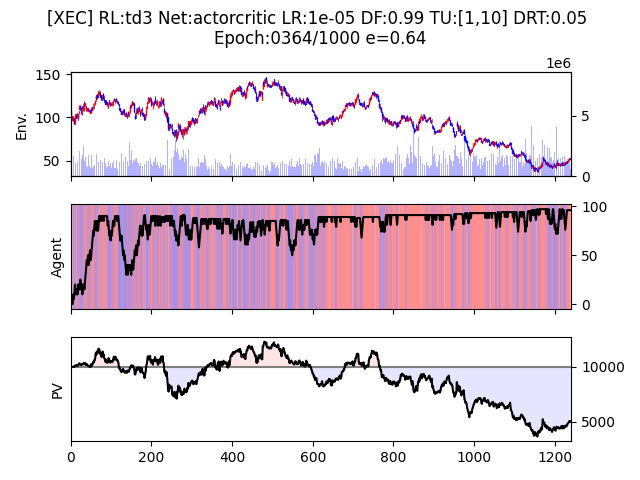 [XEC] RL:td3 Net:actorcritic LR:1e-05 DF:0.99 TU:[1,10] DRT:0.05
Epoch:0364/1000 e=0.64
1e6
150
100
50
Env.
5
0
Agent
100
50
0
PV
10000
5000
0
200
400
600
800
1000
1200